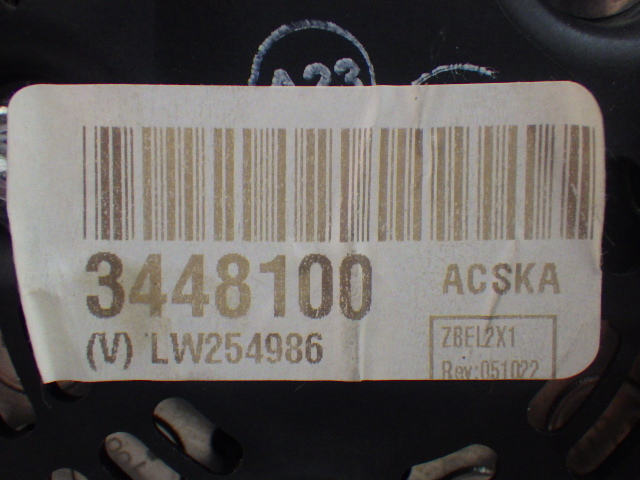 A23
3448100
ACSKA
(V) LW254986
ZBEL2X1
Rev:051022